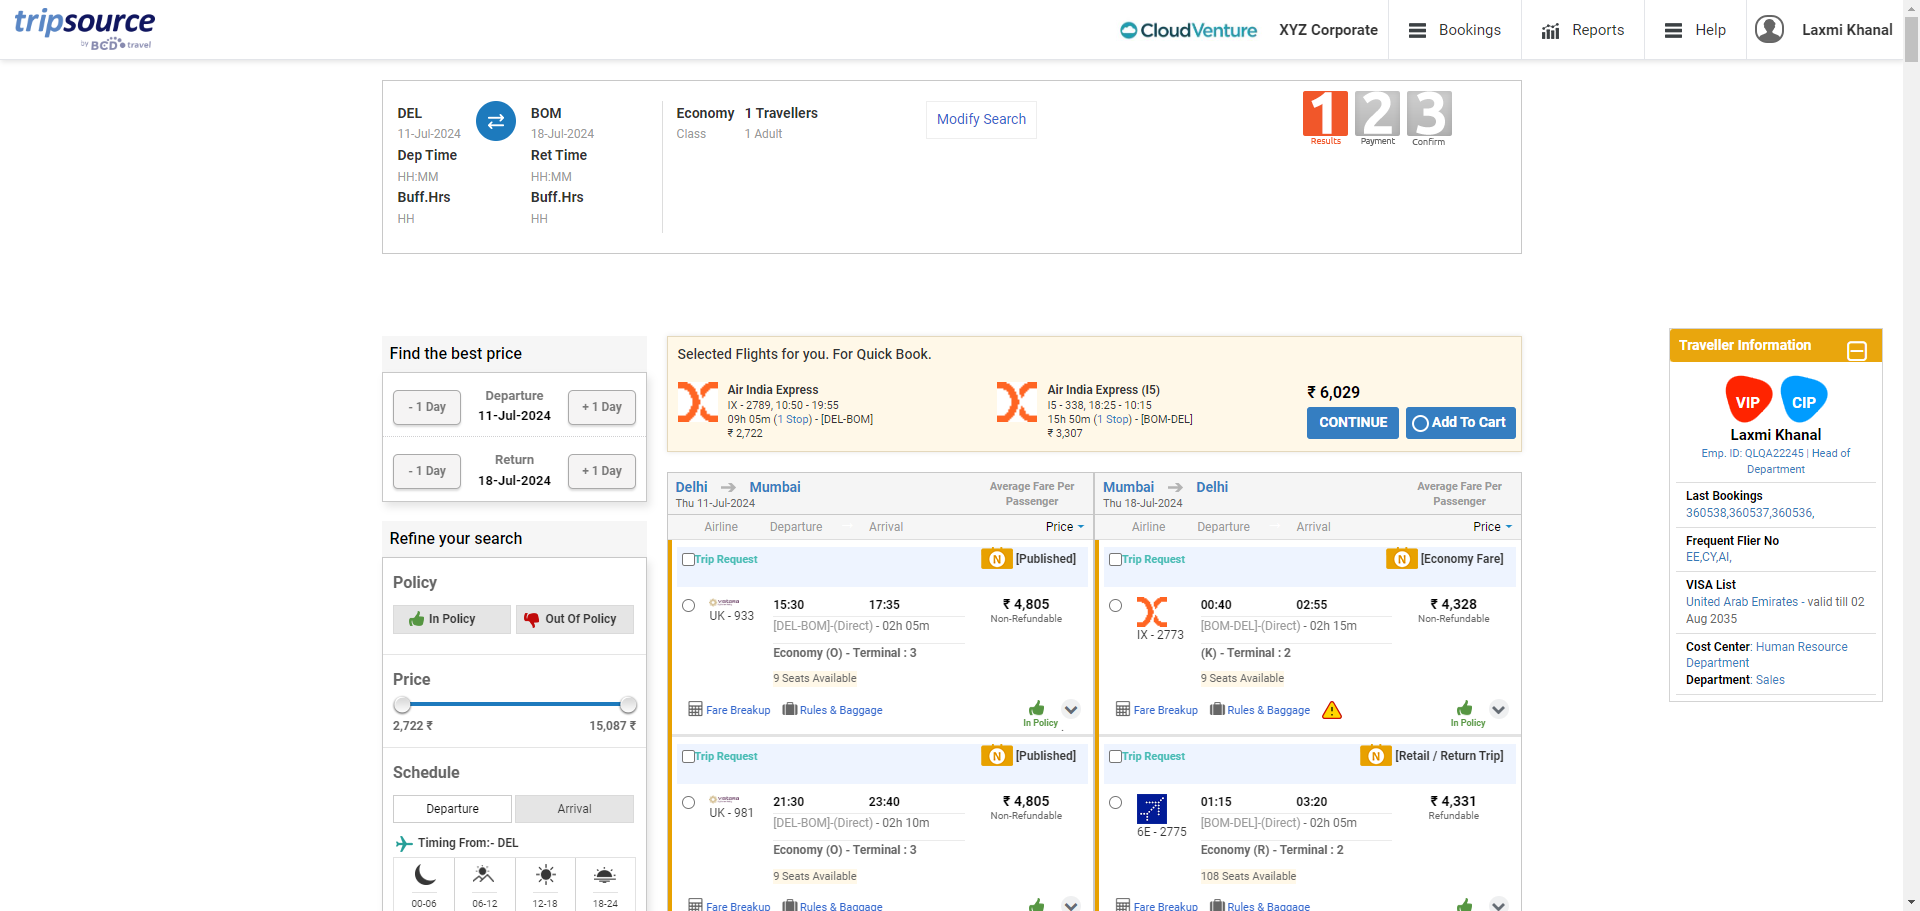 tripsource
by BCD travel
CloudVenture
XYZ Corporate
Bookings
Reports
Help
Laxmi Khanal
DEL
11-Jul-2024
Dep Time
HH:MM
Buff.Hrs
HH
BOM
18-Jul-2024
Ret Time
HH:MM
Buff.Hrs
HH
Economy
Class
1 Travellers
1 Adult
Modify Search
1 2 3
Results Payment Confirm
Find the best price
- 1 Day
Departure
11-Jul-2024
+ 1 Day
- 1 Day
Return
18-Jul-2024
+ 1 Day
Refine your search
Policy
In Policy
Out Of Policy
Price
2,722 ₹
15,087 ₹
Schedule
Departure
Arrival
Timing From:- DEL
00-06 06-12 12-18 18-24
Selected Flights for you. For Quick Book.
Air India Express
IX - 2789, 10:50 - 19:55
09h 05m (1 Stop) - [DEL-BOM]
₹ 2,722
Air India Express (I5)
I5 - 338, 18:25 - 10:15
15h 50m (1 Stop) - [BOM-DEL]
₹ 3,307
₹ 6,029
CONTINUE
Add To Cart
Delhi Mumbai
Thu 11-Jul-2024
Average Fare Per
Passenger
Airline Departure Arrival Price
Trip Request N [Published]
UK - 933
15:30 17:35
[DEL-BOM]-(Direct) - 02h 05m
Economy (O) - Terminal : 3
9 Seats Available
₹ 4,805
Non-Refundable
Fare Breakup Rules & Baggage
In Policy
Trip Request N [Published]
vistara
UK - 981
21:30 23:40
[DEL-BOM]-(Direct) - 02h 10m
Economy (O) - Terminal : 3
9 Seats Available
₹ 4,805
Non-Refundable
Fare Breakup Rules & Baggage
Mumbai Delhi
Thu 18-Jul-2024
Average Fare Per
Passenger
Airline Departure Arrival Price
Trip Request N [Economy Fare]
IX - 2773
00:40 02:55
[BOM-DEL]-(Direct) - 02h 15m
(K) - Terminal : 2
9 Seats Available
₹ 4,328
Non-Refundable
Fare Breakup Rules & Baggage
In Policy
Trip Request N [Retail / Return Trip]
6E - 2775
01:15 03:20
[BOM-DEL]-(Direct) - 02h 05m
Economy (R) - Terminal : 2
108 Seats Available
₹ 4,331
Refundable
Fare Breakup Rules & Baggage
Traveller Information
VIP CIP
Laxmi Khanal
Emp. ID: QLQA22245 | Head of
Department
Last Bookings
360538,360537,360536,
Frequent Flier No
EE,CY,AI,
VISA List
United Arab Emirates - valid till 02
Aug 2035
Cost Center: Human Resource
Department
Department: Sales